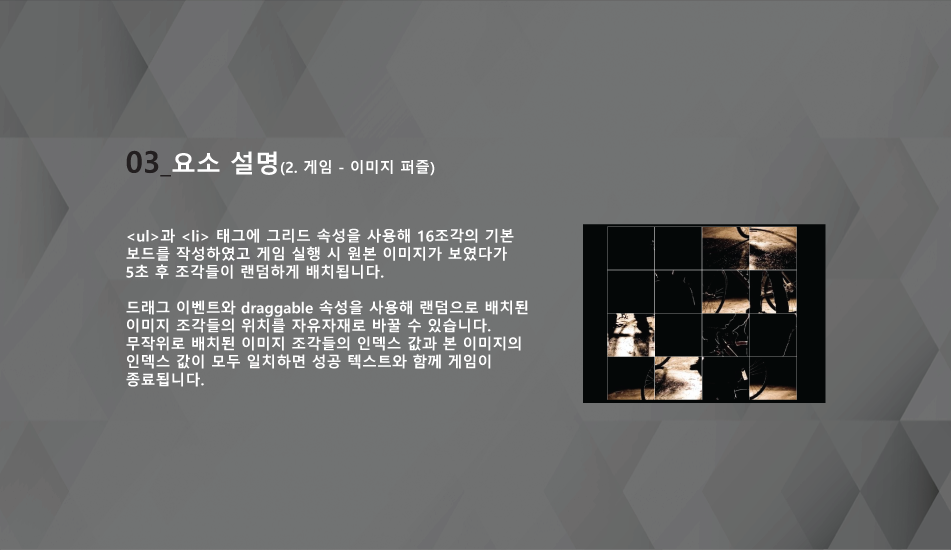 03_요소 설명(2. 게임 - 이미지 퍼즐)
<ul>과 <li> 태그에 그리드 속성을 사용해 16조각의 기본
보드를 작성하였고 게임 실행 시 원본 이미지가 보였다가
5초 후 조각들이 랜덤하게 배치됩니다.
드래그 이벤트와 draggable 속성을 사용해 랜덤으로 배치된
이미지 조각들의 위치를 자유자재로 바꿀 수 있습니다.
무작위로 배치된 이미지 조각들의 인덱스 값과 본 이미지의
인덱스 값이 모두 일치하면 성공 텍스트와 함께 게임이
종료됩니다.